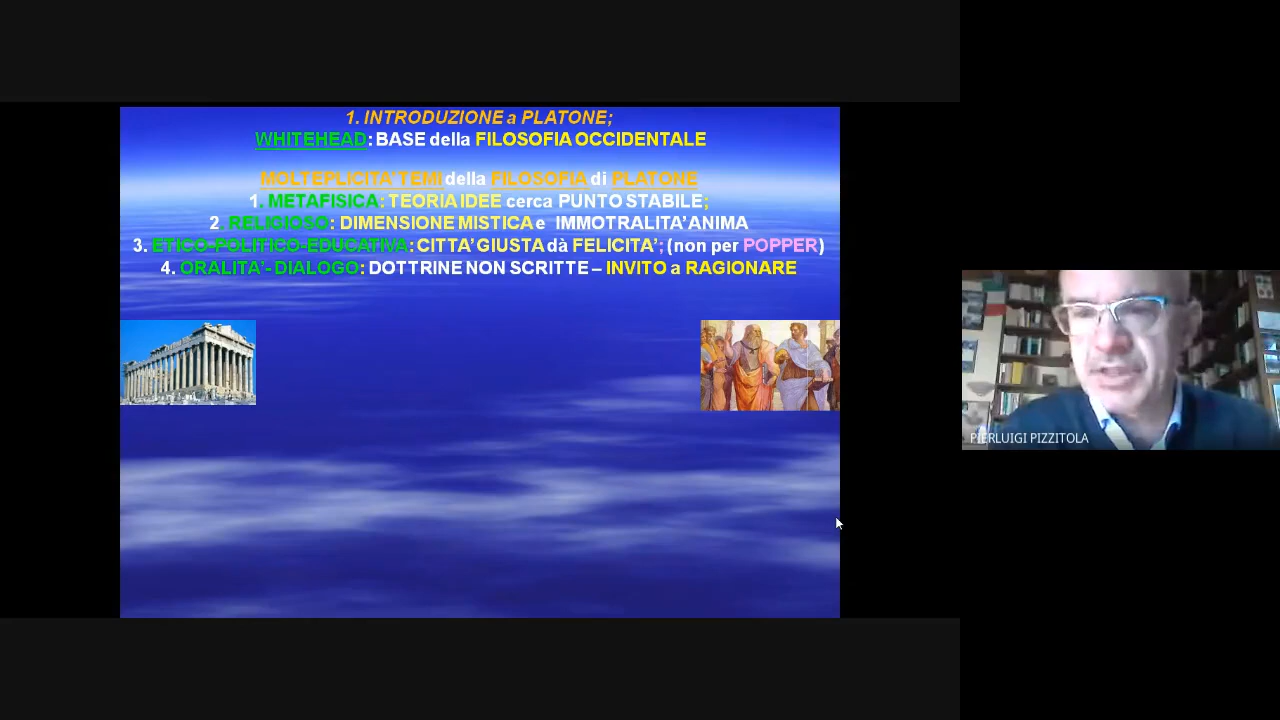 1. INTRODUZIONE a PLATONE;
WHITEHEAD: BASE della FILOSOFIA OCCIDENTALE
MOLTEPLICITA' TEMI della FILOSOFIA di PLATONE
1. METAFISICA: TEORIA IDEE cerca PUNTO STABILE;
2. RELIGIOSO: DIMENSIONE MISTICA e IMMOTRALITA' ANIMA
3. ETICO-POLITICO-EDUCATIVA: CITTA' GIUSTA dà FELICITA'; (non per POPPER)
4. ORALITA'- DIALOGO: DOTTRINE NON SCRITTE – INVITO a RAGIONARE
PIERLUIGI PIZZITOLA